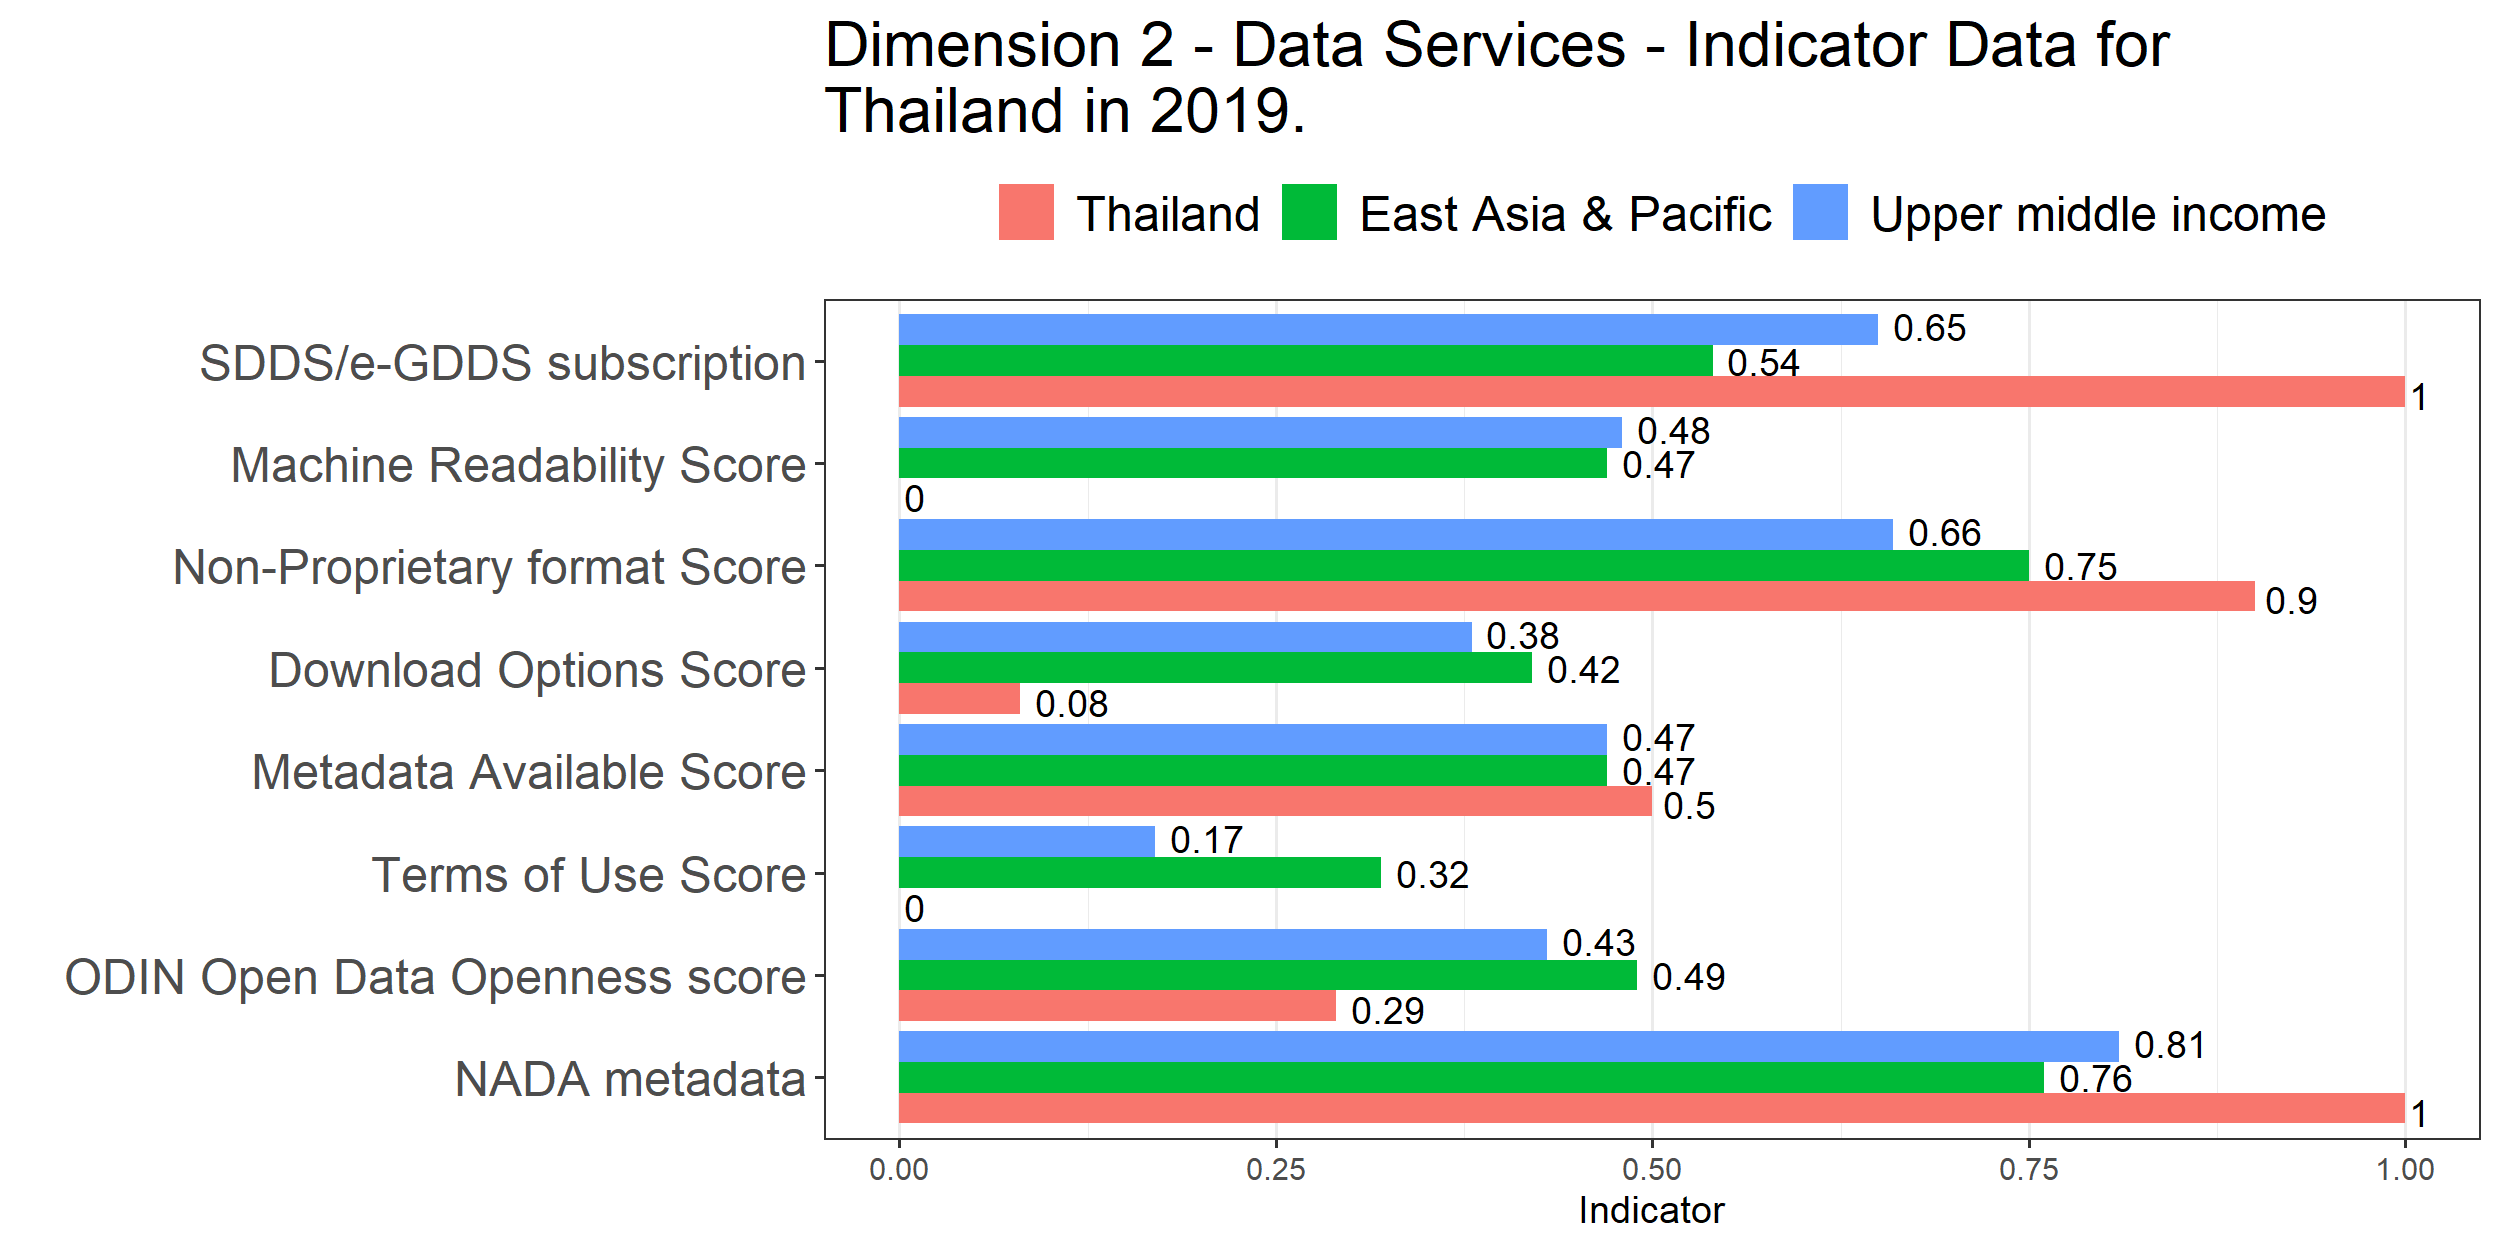 Dimension 2 - Data Services - Indicator Data for
Thailand in 2019.
Thailand
East Asia & Pacific
Upper middle income
SDDS/e-GDDS subscription
0.65
0.54
1
Machine Readability Score
0.48
0.47
0
Non-Proprietary format Score
0.66
0.75
0.9
Download Options Score
0.38
0.42
0.08
Metadata Available Score
0.47
0.47
0.5
Terms of Use Score
0.17
0.32
0
ODIN Open Data Openness score
0.43
0.49
0.29
NADA metadata
0.81
0.76
1
0.00
0.25
0.50
0.75
1.00
Indicator